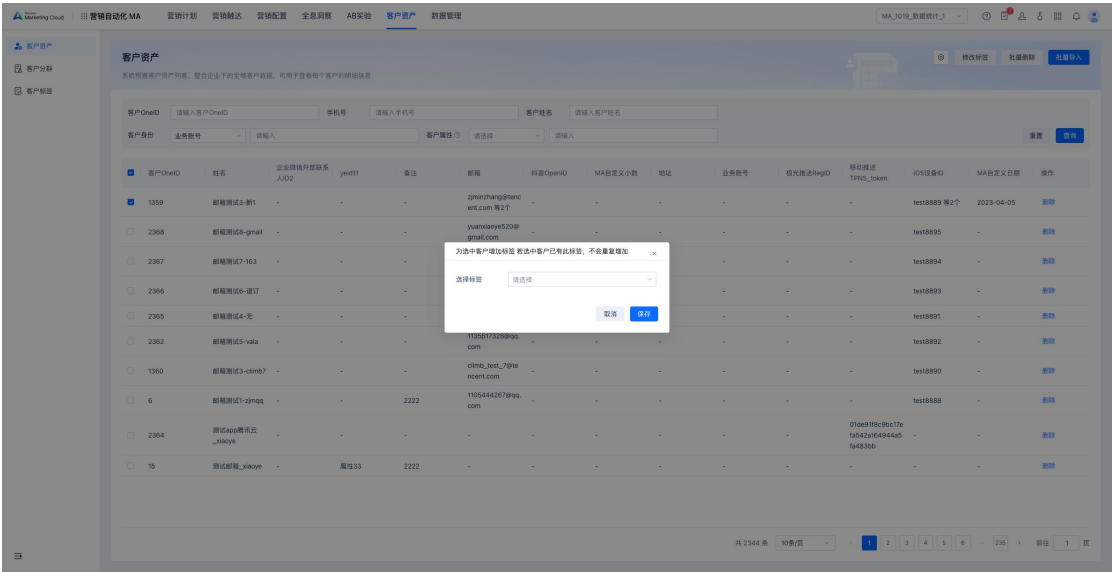 Marketing Cloud 营销自动化 MA 营销计划 营销触达 营销配置 全息洞察 AB实验 客户资产 数据管理 MA_1019_数据统计_1
客户资产
客户分群
客户标签
客户资产 修改标签 批量删除 批量导入
系统预置客户资产列表，整合企业下的全域客户数据，可用于查看每个客户的明细信息
客户OneID 请输入客户OneID 手机号 请输入手机号 客户姓名 请输入客户姓名
客户身份 业务账号 请输入 客户属性 请选择 请输入 重置 查询
客户OneID 姓名 企业微信外部联系人ID2 yeid11 备注 邮箱 抖音OpenID MA自定义小数 地址 业务账号 极光推送RegID 移动推送TPNS_token iOS设备ID MA自定义日期 操作
1359 邮箱测试3-新1 - - - zjminzhang@tencent.com 等2个 - - - - - - test8889 等2个 2023-04-05 删除
2368 邮箱测试8-gmail - yuanxiaoye520@gmail.com - - - - - - test8895 - 删除
2367 邮箱测试7-163 - - - - - - test8894 - 删除
2366 邮箱测试6-退订 - - - - - - test8893 - 删除
2365 邮箱测试4-无 - - - - - - test8891 - 删除
2362 邮箱测试5-vala - - - 1135517328@qq.com - - - - - - test8892 - 删除
1360 邮箱测试3-climb7 - - - climb_test_7@tencent.com - - - - - - test8890 - 删除
6 邮箱测试1-zjmqq - - 2222 1105444267@qq.com - - - - - - test8888 - 删除
2364 测试app腾讯云_xiaoye - - - - - - - - - 01de91f8c9bc17efa542a164944a5fa483bb - - 删除
15 测试邮箱_xiaoye - 属性33 2222 - - - - - - - - - 删除
为选中客户增加标签 若选中客户已有此标签，不会重复增加 ×
选择标签 请选择
取消 保存
共 2344 条 10条/页 1 2 3 4 5 6 ... 235 前往 1 页